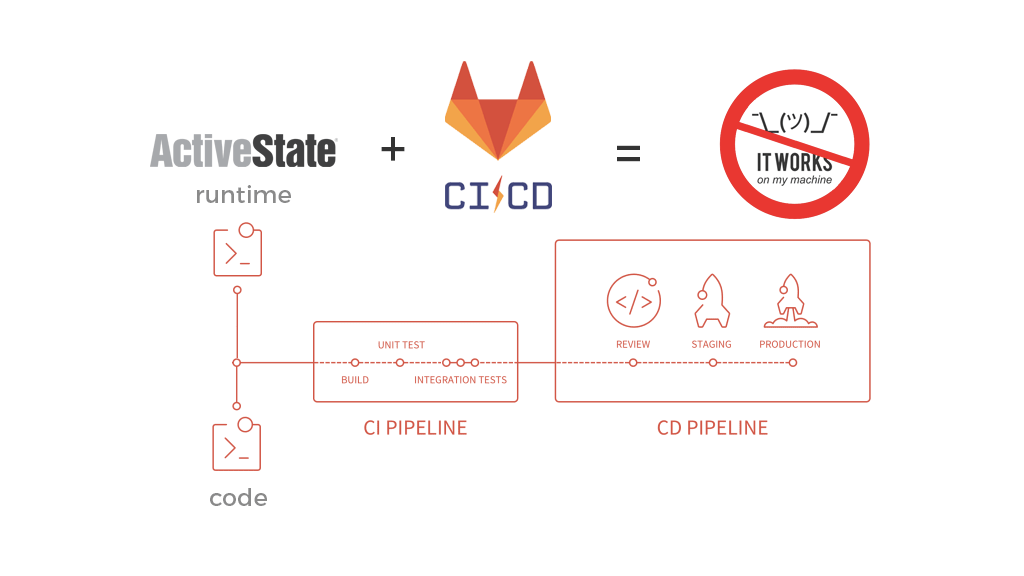 ActiveState
runtime
+
CI CD
=
¯\_(ツ)_/¯
IT WORKS
on my machine
>_
</>
REVIEW
STAGING
PRODUCTION
UNIT TEST
BUILD
INTEGRATION TESTS
CI PIPELINE
CD PIPELINE
>_
code